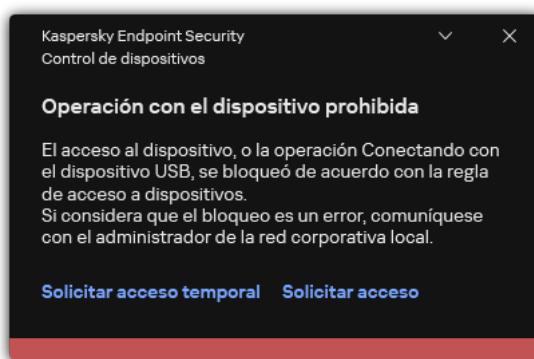 Kaspersky Endpoint Security
Control de dispositivos
Operación con el dispositivo prohibida
El acceso al dispositivo, o la operación Conectando con
el dispositivo USB, se bloqueó de acuerdo con la regla
de acceso a dispositivos.
Si considera que el bloqueo es un error, comuníquese
con el administrador de la red corporativa local.
Solicitar acceso temporal Solicitar acceso